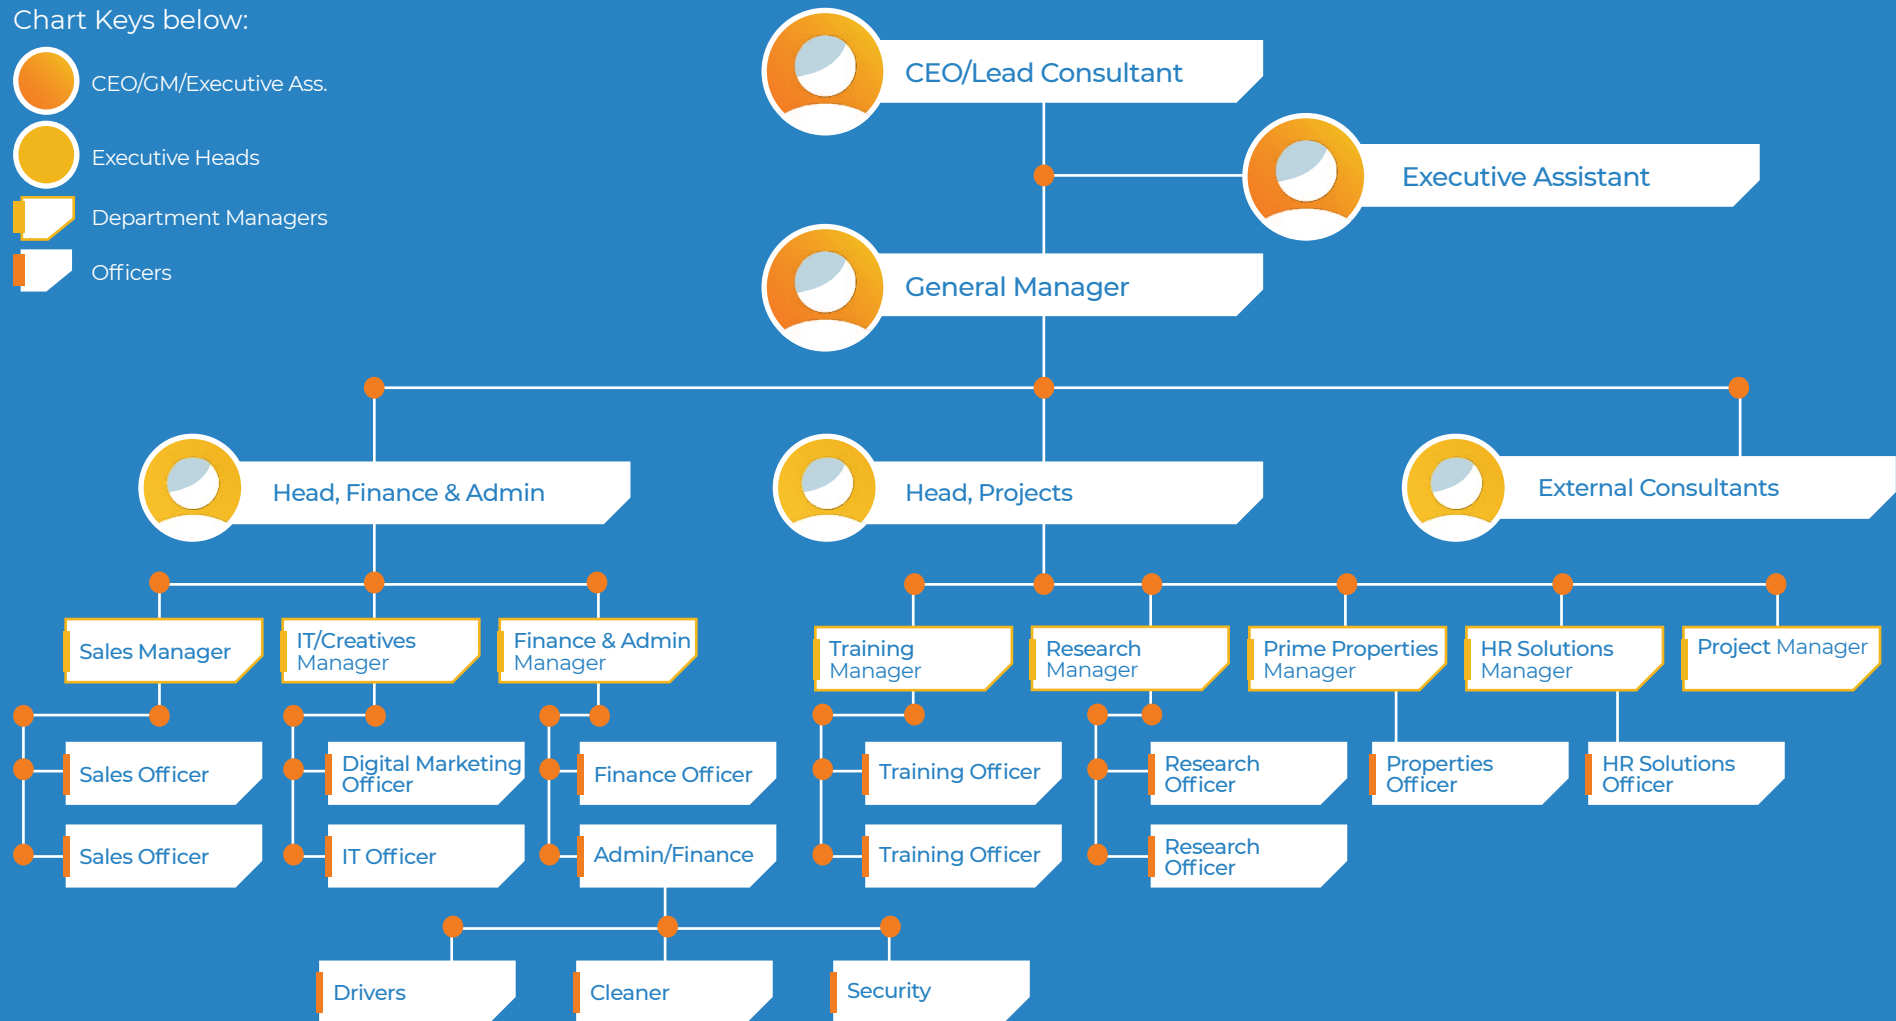 Chart Keys below:
CEO/GM/Executive Ass.
Executive Heads
Department Managers
Officers
CEO/Lead Consultant
Executive Assistant
General Manager
Head, Finance & Admin
Head, Projects
External Consultants
Sales Manager
IT/Creatives
Manager
Finance & Admin
Manager
Training
Manager
Research
Manager
Prime Properties
Manager
HR Solutions
Manager
Project Manager
Sales Officer
Digital Marketing
Officer
Finance Officer
Training Officer
Research
Officer
Properties
Officer
HR Solutions
Officer
Sales Officer
IT Officer
Admin/Finance
Training Officer
Research
Officer
Drivers
Cleaner
Security